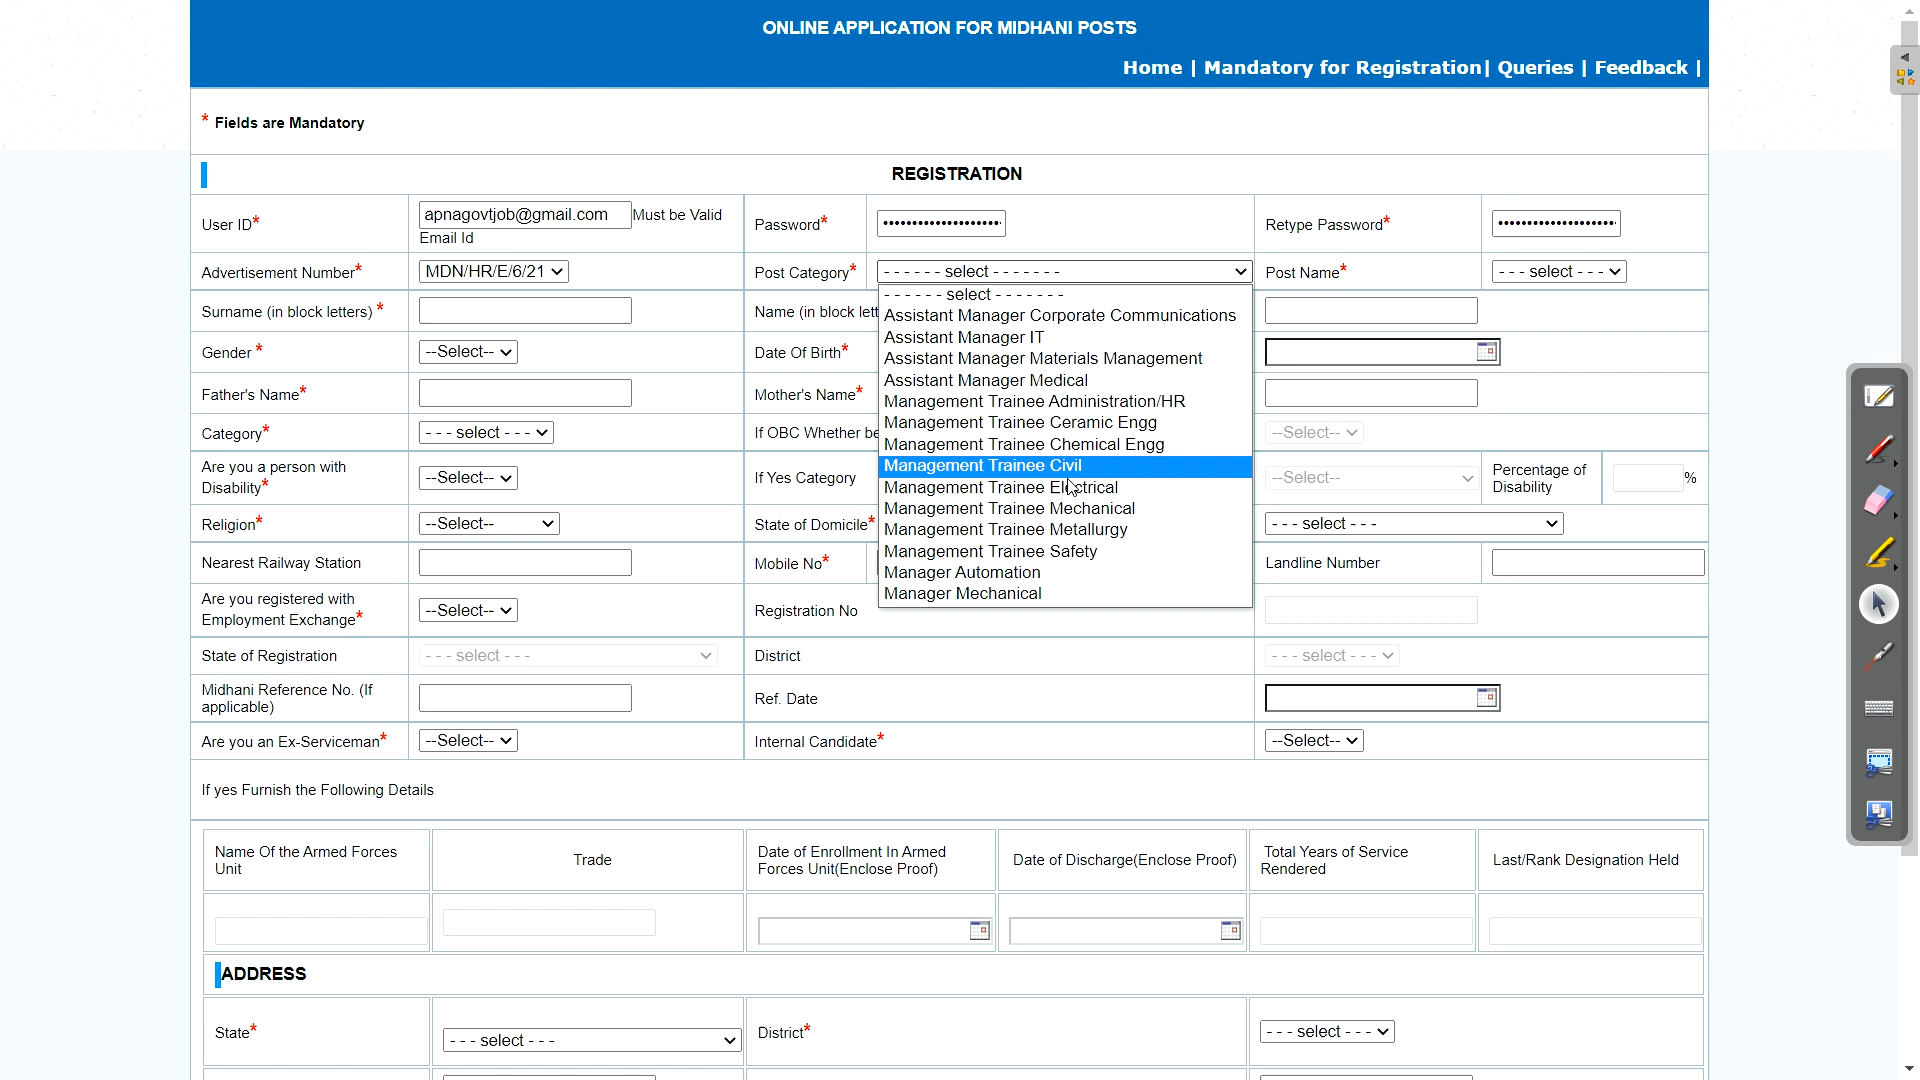 ONLINE APPLICATION FOR MIDHANI POSTS
Home | Mandatory for Registration| Queries | Feedback |
* Fields are Mandatory
REGISTRATION
User ID* apnagovtjob@gmail.com Must be Valid Email Id Password* •••••••••••••••••••• Retype Password* ••••••••••••••••••••
Advertisement Number* MDN/HR/E/6/21 Post Category* - - - - - - select - - - - - - - Post Name* - - - select - - -
- - - - - - select - - - - - - -
Assistant Manager Corporate Communications
Assistant Manager IT
Assistant Manager Materials Management
Assistant Manager Medical
Management Trainee Administration/HR
Management Trainee Ceramic Engg
Management Trainee Chemical Engg
Management Trainee Civil
Management Trainee Electrical
Management Trainee Mechanical
Management Trainee Metallurgy
Management Trainee Safety
Manager Automation
Manager Mechanical
Surname (in block letters) * Name (in block lett
Gender * --Select-- Date Of Birth*
Father's Name* Mother's Name*
Category* - - - select - - - If OBC Whether be --Select--
Are you a person with Disability* --Select-- If Yes Category --Select-- Percentage of Disability %
Religion* --Select-- State of Domicile* - - - select - - -
Nearest Railway Station Mobile No* Landline Number
Are you registered with Employment Exchange* --Select-- Registration No
State of Registration - - - select - - - District - - - select - - -
Midhani Reference No. (If applicable) Ref. Date
Are you an Ex-Serviceman* --Select-- Internal Candidate* --Select--
If yes Furnish the Following Details
Name Of the Armed Forces Unit Trade Date of Enrollment In Armed Forces Unit(Enclose Proof) Date of Discharge(Enclose Proof) Total Years of Service Rendered Last/Rank Designation Held
ADDRESS
State* - - - select - - - District* - - - select - - -